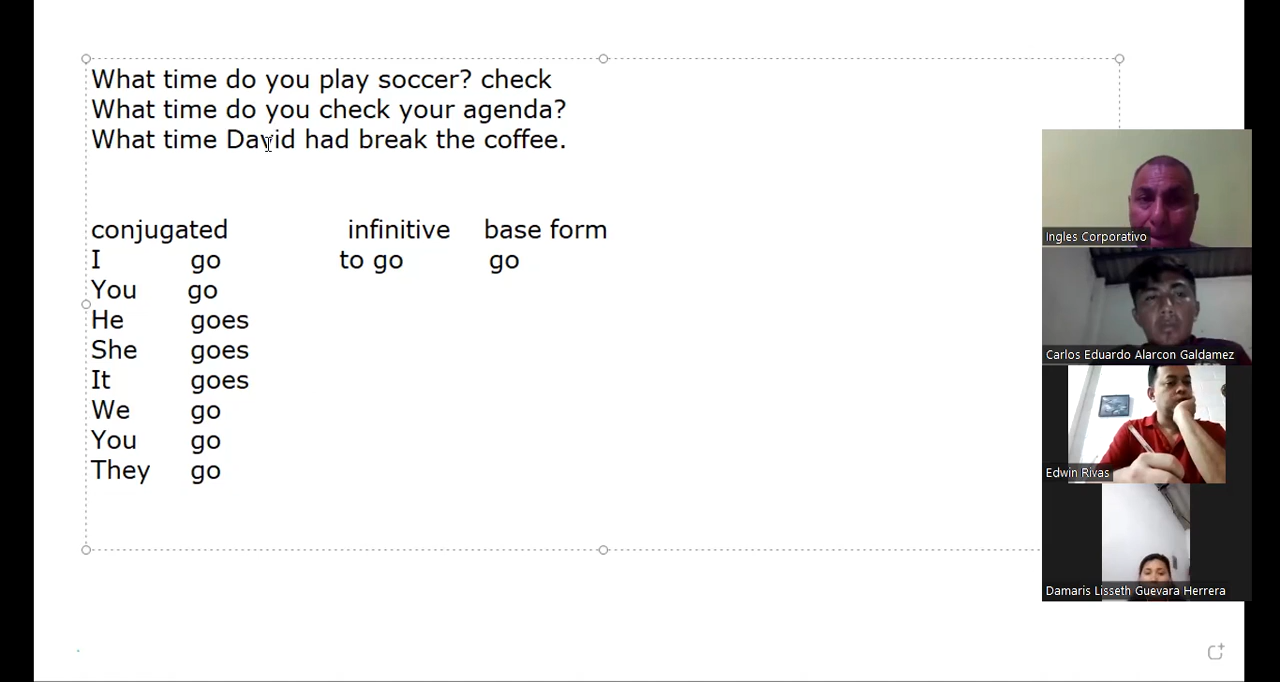 What time do you play soccer? check
What time do you check your agenda?
What time David had break the coffee.
conjugated infinitive base form
I go to go go
You go
He goes
She goes
It goes
We go
You go
They go
Ingles Corporativo
Carlos Eduardo Alarcon Galdamez
Edwin Rivas
Damaris Lisseth Guevara Herrera